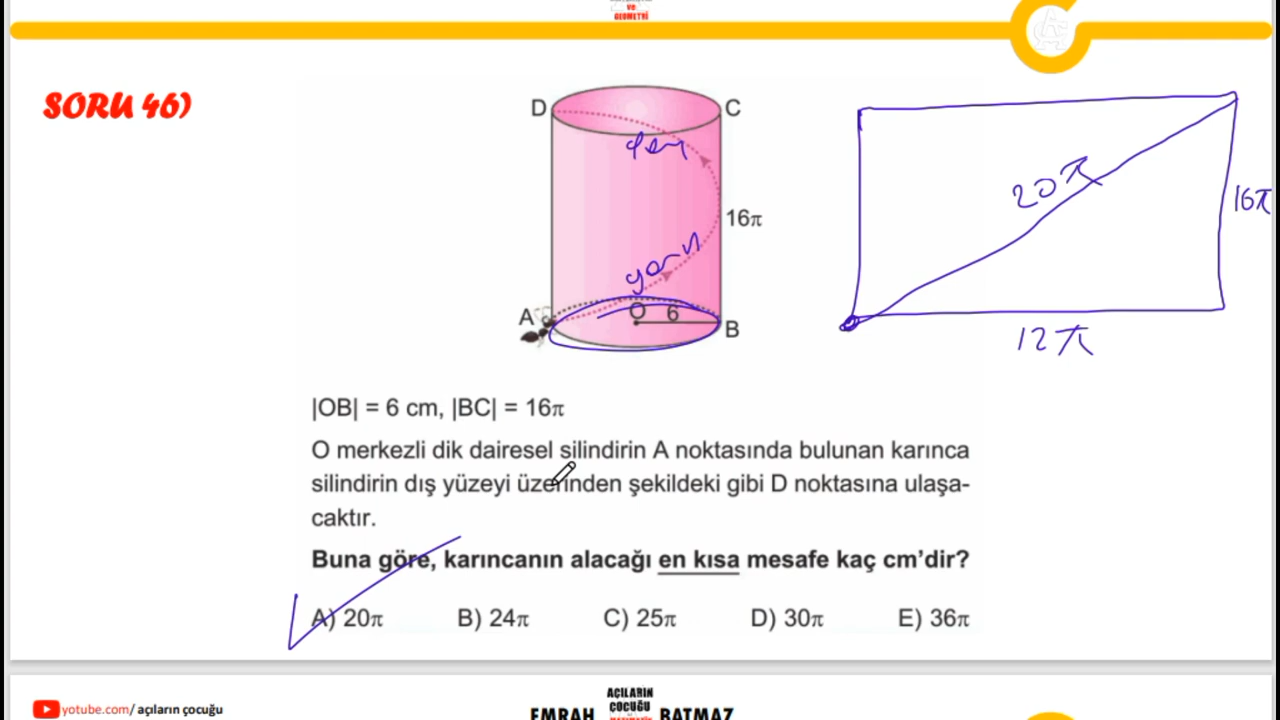 ve
GEOMETRİ
SORU 46)
D
C
den
20π
16π
16π
yarın
A
O
6
B
12π
|OB| = 6 cm, |BC| = 16π
O merkezli dik dairesel silindirin A noktasında bulunan karınca
silindirin dış yüzeyi üzerinden şekildeki gibi D noktasına ulaşa-
caktır.
Buna göre, karıncanın alacağı en kısa mesafe kaç cm'dir?
A) 20π B) 24π C) 25π D) 30π E) 36π
yotube.com/ açıların çocuğu
AÇILARIN
ÇOCUĞU
EMRAH BATMAZ